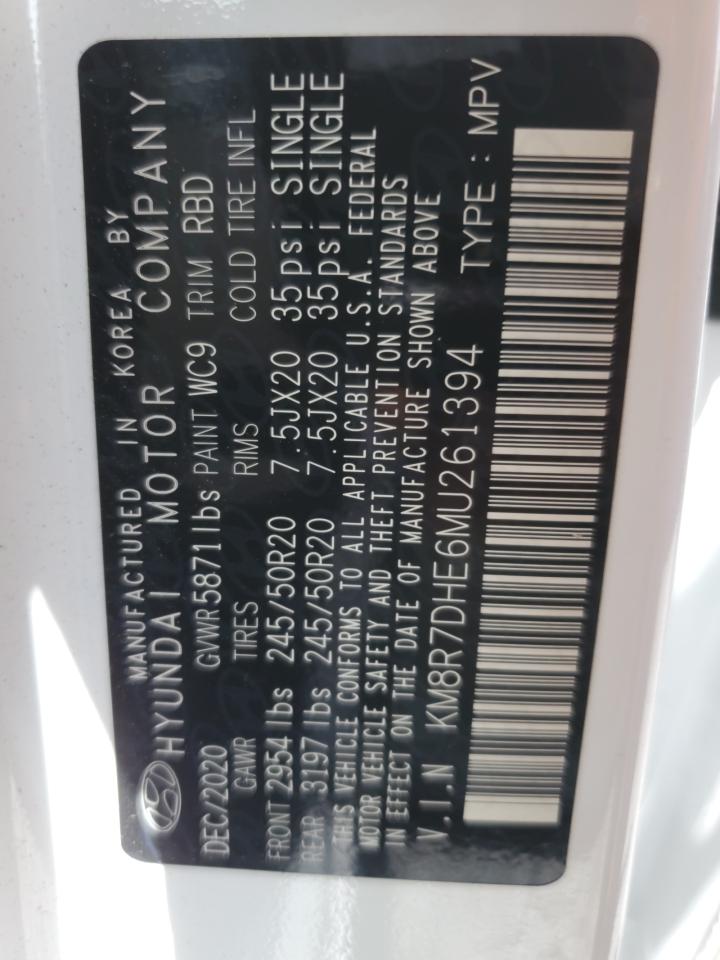 MANUFACTURED IN KOREA BY
HYUNDAI MOTOR COMPANY
DEC/2020 GVWR 5871lbs PAINT WC9 TRIM RBD
GAWR TIRES RIMS COLD TIRE INFL
FRONT 2954 lbs 245/50R20 7.5JX20 35psi SINGLE
REAR 3197 lbs 245/50R20 7.5JX20 35psi SINGLE
THIS VEHICLE CONFORMS TO ALL APPLICABLE U.S.A. FEDERAL
MOTOR VEHICLE SAFETY AND THEFT PREVENTION STANDARDS
IN EFFECT ON THE DATE OF MANUFACTURE SHOWN ABOVE
V.I.N KM8R7DHE6MU261394 TYPE : MPV